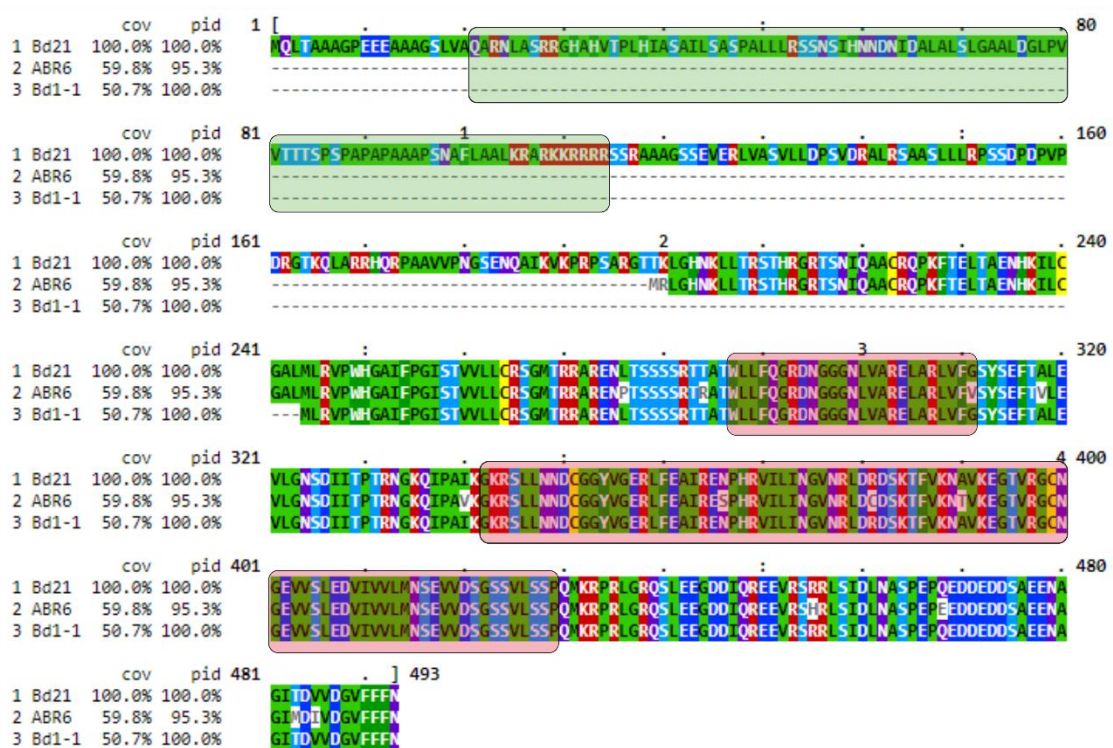 cov pid 1 [ . . . . : . . . 80
1 Bd21 100.0% 100.0% MQLTAAAGPEEEAAAGSLVAQARNLASRRGHAHVTPLHIASAILSASPALLLRSSNSIHNNDNIDALALSLGAALDGLPV
2 ABR6 59.8% 95.3% --------------------------------------------------------------------------------
3 Bd1-1 50.7% 100.0% --------------------------------------------------------------------------------
cov pid 81 . 1 . . . . : . 160
1 Bd21 100.0% 100.0% VTTTSPSPAPAPAAAPSNAFLAALKRARKKRRRRSSRAAAGSSEVERLVASVLLDPSVDRALRSAASLLLRPSSDPDPVP
2 ABR6 59.8% 95.3% --------------------------------------------------------------------------------
3 Bd1-1 50.7% 100.0% --------------------------------------------------------------------------------
cov pid 161 . . . 2 . . . . 240
1 Bd21 100.0% 100.0% DRGTKQLARRHQRPAAVVPNGSENQAIKVKPRPSARGTTKLGHNKLLTRSTHRGRTSNIQAACRQPKFTELTAENHKILC
2 ABR6 59.8% 95.3% --------------------------------------MRLGHNKLLTRSTHRGRTSNIQAACRQPKFTELTAENHKILC
3 Bd1-1 50.7% 100.0% --------------------------------------------------------------------------------
cov pid 241 : . . . . 3 . . 320
1 Bd21 100.0% 100.0% GALMLRVPWHGAIFPGISTVVLLCRSGMTRRARENLTSSSSRTTATWLLFQGRDNGGGNLVARELARLVFGSYSEFTALE
2 ABR6 59.8% 95.3% GALMLRVPWHGAIFPGISTVVLLCRSGMTRRARENPTSSSSRTRATWLLFQGRDNGGGNLVARELARLVFVSYSEFTVLE
3 Bd1-1 50.7% 100.0% ---MLRVPWHGAIFPGISTVVLLCRSGMTRRARENLTSSSSRTTATWLLFQGRDNGGGNLVARELARLVFGSYSEFTALE
cov pid 321 . . : . . . . 4 400
1 Bd21 100.0% 100.0% VLGNSDIITPTRNGKQIPAIKGKRSLLNNDCGGYVGERLFEAIRENPHRVILINGVNRLDRDSKTFVKNAVKEGTVRGCN
2 ABR6 59.8% 95.3% VLGNSDIITPTRNGKQIPAVKGKRSLLNNDCGGYVGERLFEAIRESPHRVILINGVNRLDGDSKTFVKNTVKEGTVRGCN
3 Bd1-1 50.7% 100.0% VLGNSDIITPTRNGKQIPAIKGKRSLLNNDCGGYVGERLFEAIRENPHRVILINGVNRLDRDSKTFVKNAVKEGTVRGCN
cov pid 401 . . . . : . . . 480
1 Bd21 100.0% 100.0% GEVVSLEDVIVVLMNSEVVDSGSSVLSSPQMKRPRLGRQSLEEGDDIQREEVRSRRLSIDLNASPEPQEDDEDDSAEENA
2 ABR6 59.8% 95.3% GEVVSLEDVIVVLMNSEVVDSGSSVLSSPQMKRPRLGRQSLEEGDDIQREEVRSHRLSIDLNASPEPEEDDEDDSAEENA
3 Bd1-1 50.7% 100.0% GEVVSLEDVIVVLMNSEVVDSGSSVLSSPQMKRPRLGRQSLEEGDDIQREEVRSRRLSIDLNASPEPQEDDEDDSAEENA
cov pid 481 . ] 493
1 Bd21 100.0% 100.0% GITDVVDGVFFFN
2 ABR6 59.8% 95.3% GIMDIVDGVFFFN
3 Bd1-1 50.7% 100.0% GITDVVDGVFFFN